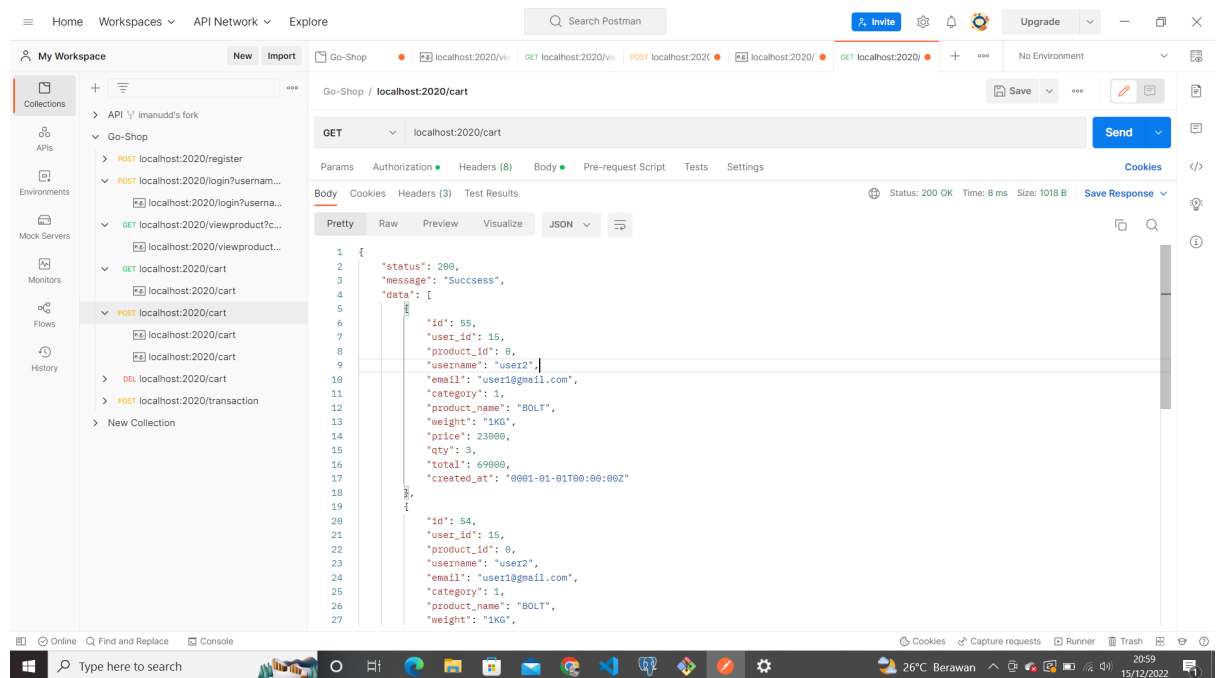 Home Workspaces API Network Explore Search Postman Invite Upgrade
My Workspace New Import Go-Shop e.g. localhost:2020/vie GET localhost:2020/vie POST localhost:2020 e.g. localhost:2020/ GET localhost:2020/ No Environment
Collections
APIs
Environments
Mock Servers
Monitors
Flows
History
API imanudd's fork
Go-Shop
POST localhost:2020/register
POST localhost:2020/login?usernam...
e.g. localhost:2020/login?userna...
GET localhost:2020/viewproduct?c...
e.g. localhost:2020/viewproduct...
GET localhost:2020/cart
e.g. localhost:2020/cart
POST localhost:2020/cart
e.g. localhost:2020/cart
e.g. localhost:2020/cart
DEL localhost:2020/cart
POST localhost:2020/transaction
New Collection
Go-Shop / localhost:2020/cart Save
GET localhost:2020/cart Send
Params Authorization Headers (8) Body Pre-request Script Tests Settings Cookies
Body Cookies Headers (3) Test Results Status: 200 OK Time: 8 ms Size: 1018 B Save Response
Pretty Raw Preview Visualize JSON
1 {
2 "status": 200,
3 "message": "Succsess",
4 "data": [
5 {
6 "id": 55,
7 "user_id": 15,
8 "product_id": 0,
9 "username": "user2",
10 "email": "user1@gmail.com",
11 "category": 1,
12 "product_name": "BOLT",
13 "weight": "1KG",
14 "price": 23000,
15 "qty": 3,
16 "total": 69000,
17 "created_at": "0001-01-01T00:00:00Z"
18 },
19 {
20 "id": 54,
21 "user_id": 15,
22 "product_id": 0,
23 "username": "user2",
24 "email": "user1@gmail.com",
25 "category": 1,
26 "product_name": "BOLT",
27 "weight": "1KG",
Online Find and Replace Console Cookies Capture requests Runner Trash
Type here to search 26°C Berawan 20:59
15/12/2022